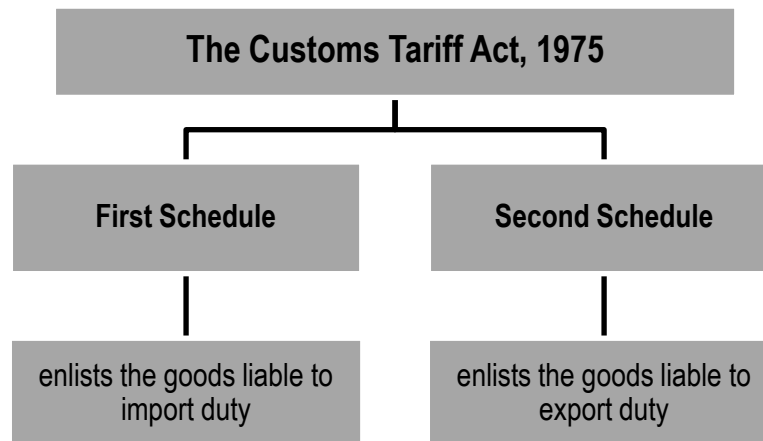 The Customs Tariff Act, 1975
First Schedule
Second Schedule
enlists the goods liable to
import duty
enlists the goods liable to
export duty